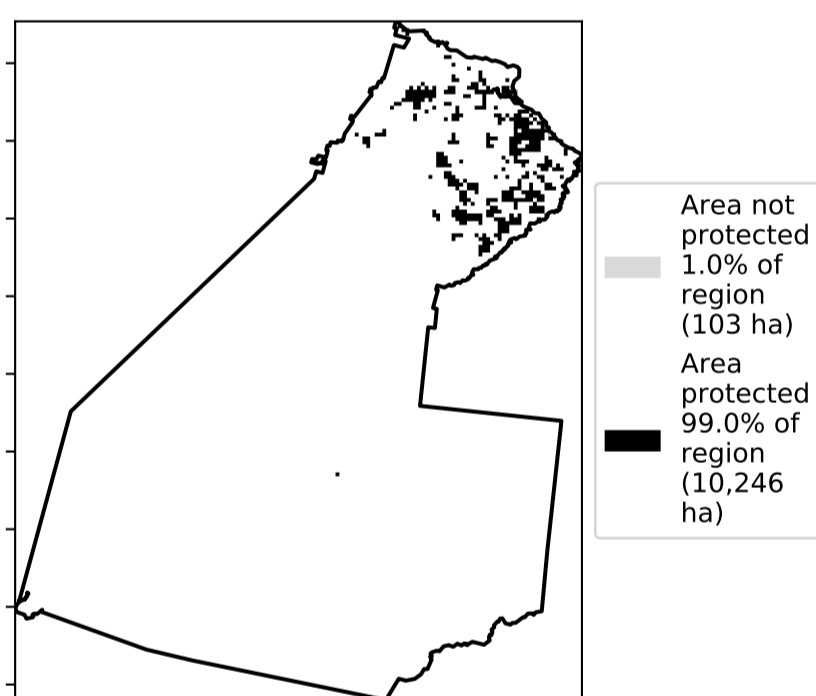 Area not
protected
1.0% of
region
(103 ha)
Area
protected
99.0% of
region
(10,246
ha)